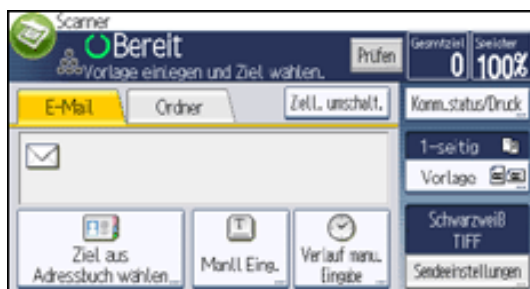 Scanner
Bereit
Vorlage einlegen und Ziel wählen.
Prüfen
Gesamtziel
0
Speicher
100%
E-Mail
Ordner
Zell. umschalt.
Komm.status/Druck
1-seitig
Vorlage
Ziel aus
Adressbuch wählen
Manll Eing.
Verlauf manu.
Eingabe
Schwarzweiß
TIFF
Sendeeinstellungen